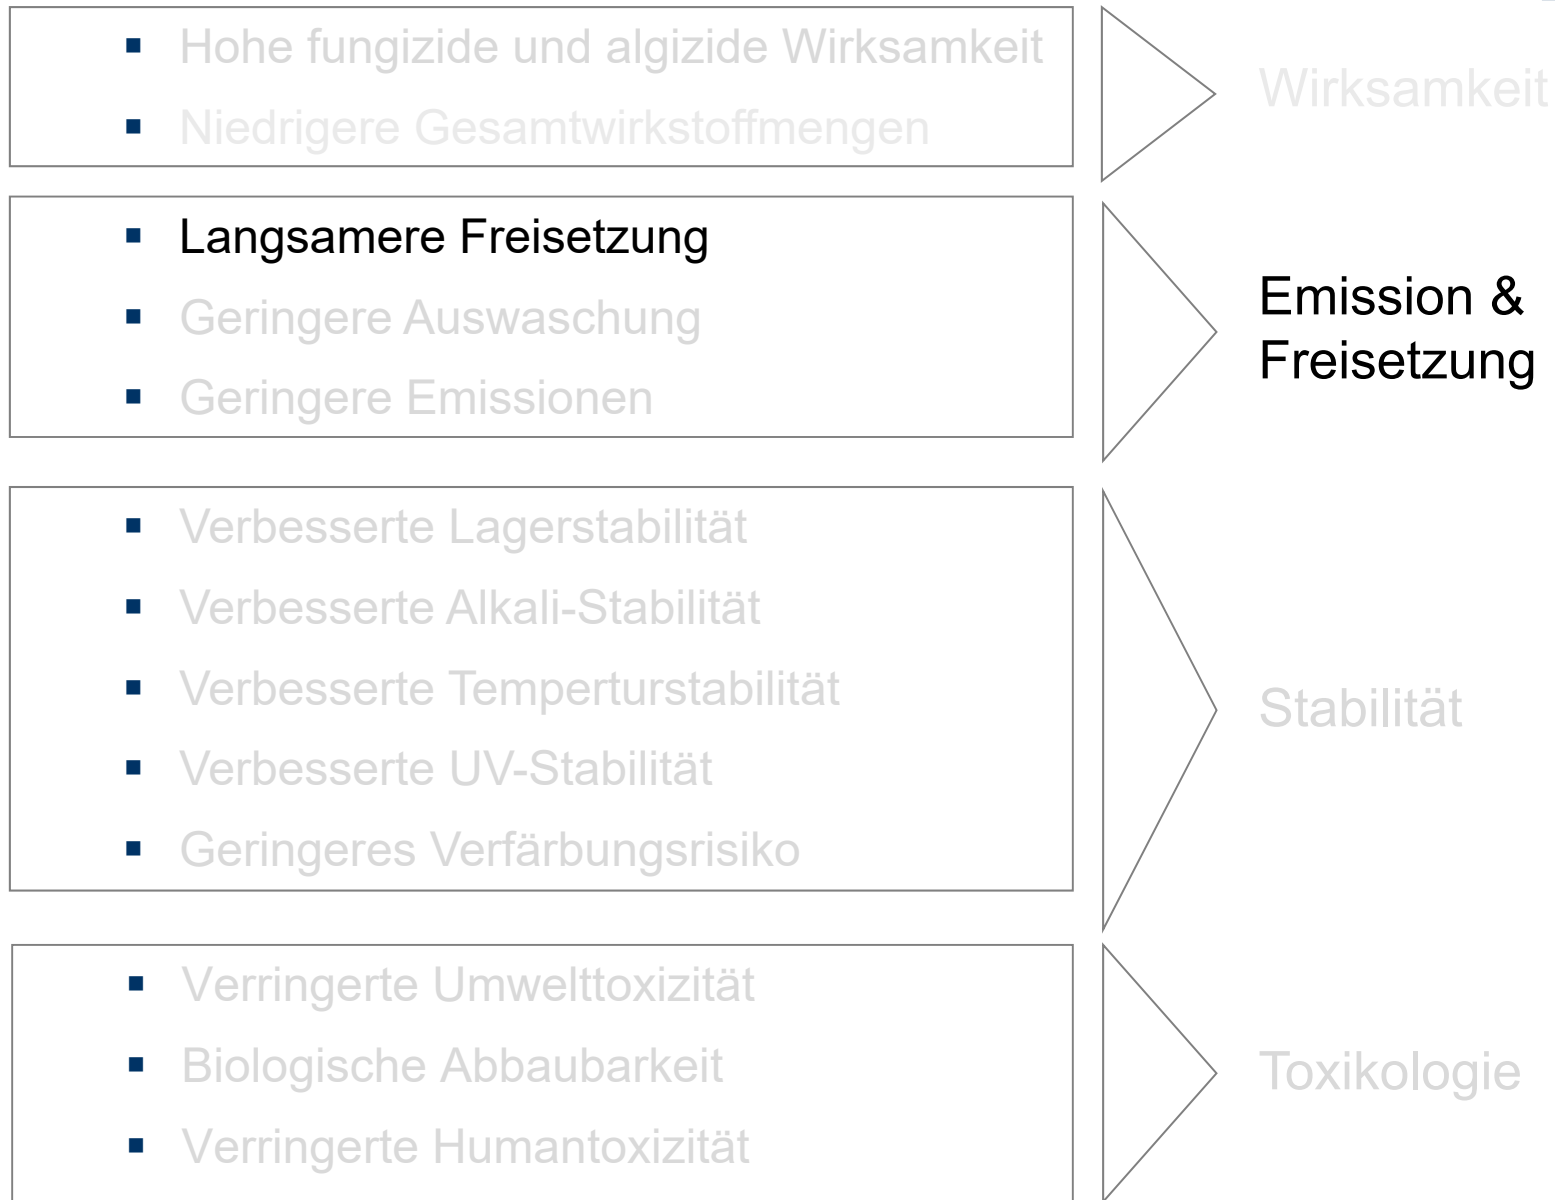 Hohe fungizide und algizide Wirksamkeit
Niedrigere Gesamtwirkstoffmengen
Wirksamkeit
Langsamere Freisetzung
Geringere Auswaschung
Geringere Emissionen
Emission &
Freisetzung
Verbesserte Lagerstabilität
Verbesserte Alkali-Stabilität
Verbesserte Temperturstabilität
Verbesserte UV-Stabilität
Geringeres Verfärbungsrisiko
Stabilität
Verringerte Umwelttoxizität
Biologische Abbaubarkeit
Verringerte Humantoxizität
Toxikologie